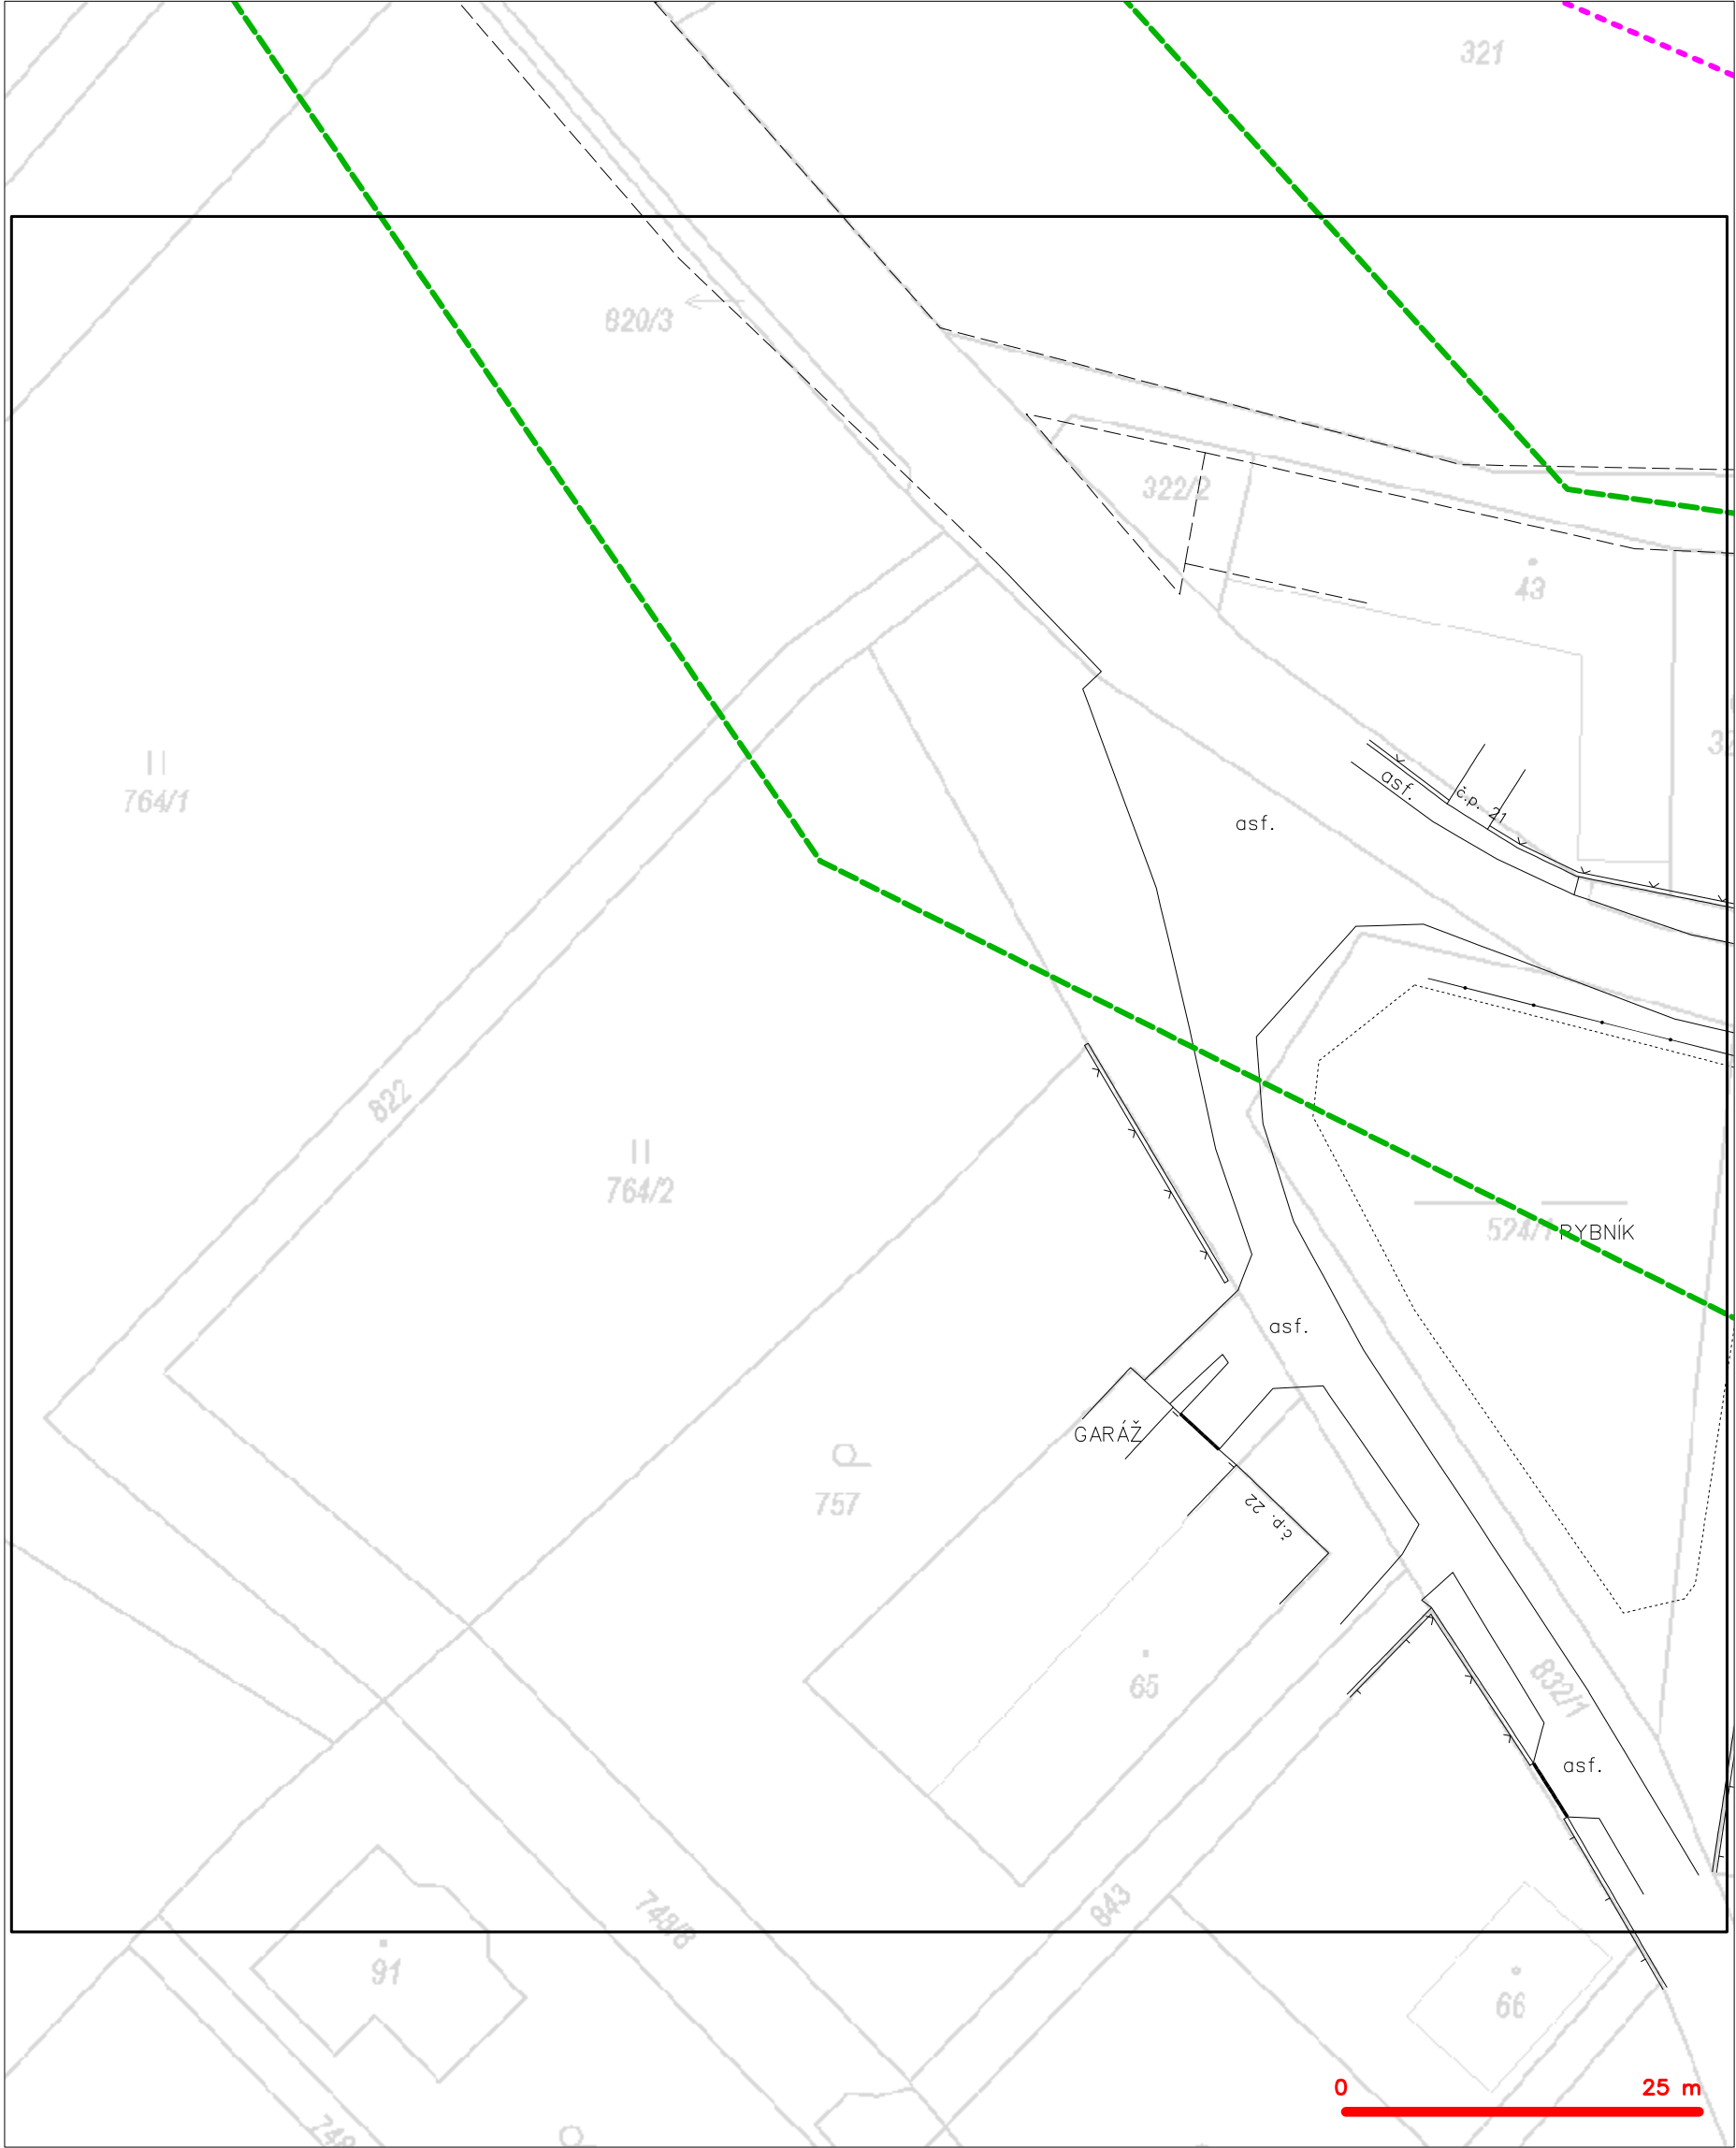 321
820/3
322/2
43
764/1
asf.
č.p. 21
asf.
822
764/2
524/1
RYBNÍK
asf.
GARÁŽ
757
č.p. 22
65
832/1
asf.
748/8
843
91
66
0
25 m